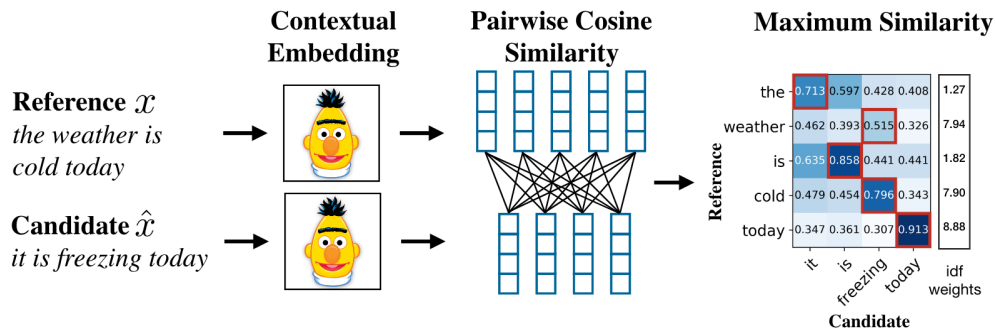 Contextual
Embedding
Pairwise Cosine
Similarity
Maximum Similarity
Reference x
the weather is
cold today
Candidate x̂
it is freezing today
Reference
the 0.713 0.597 0.428 0.408 1.27
weather 0.462 0.393 0.515 0.326 7.94
is 0.635 0.858 0.441 0.441 1.82
cold 0.479 0.454 0.796 0.343 7.90
today 0.347 0.361 0.307 0.913 8.88
it is freezing today
idf
weights
Candidate